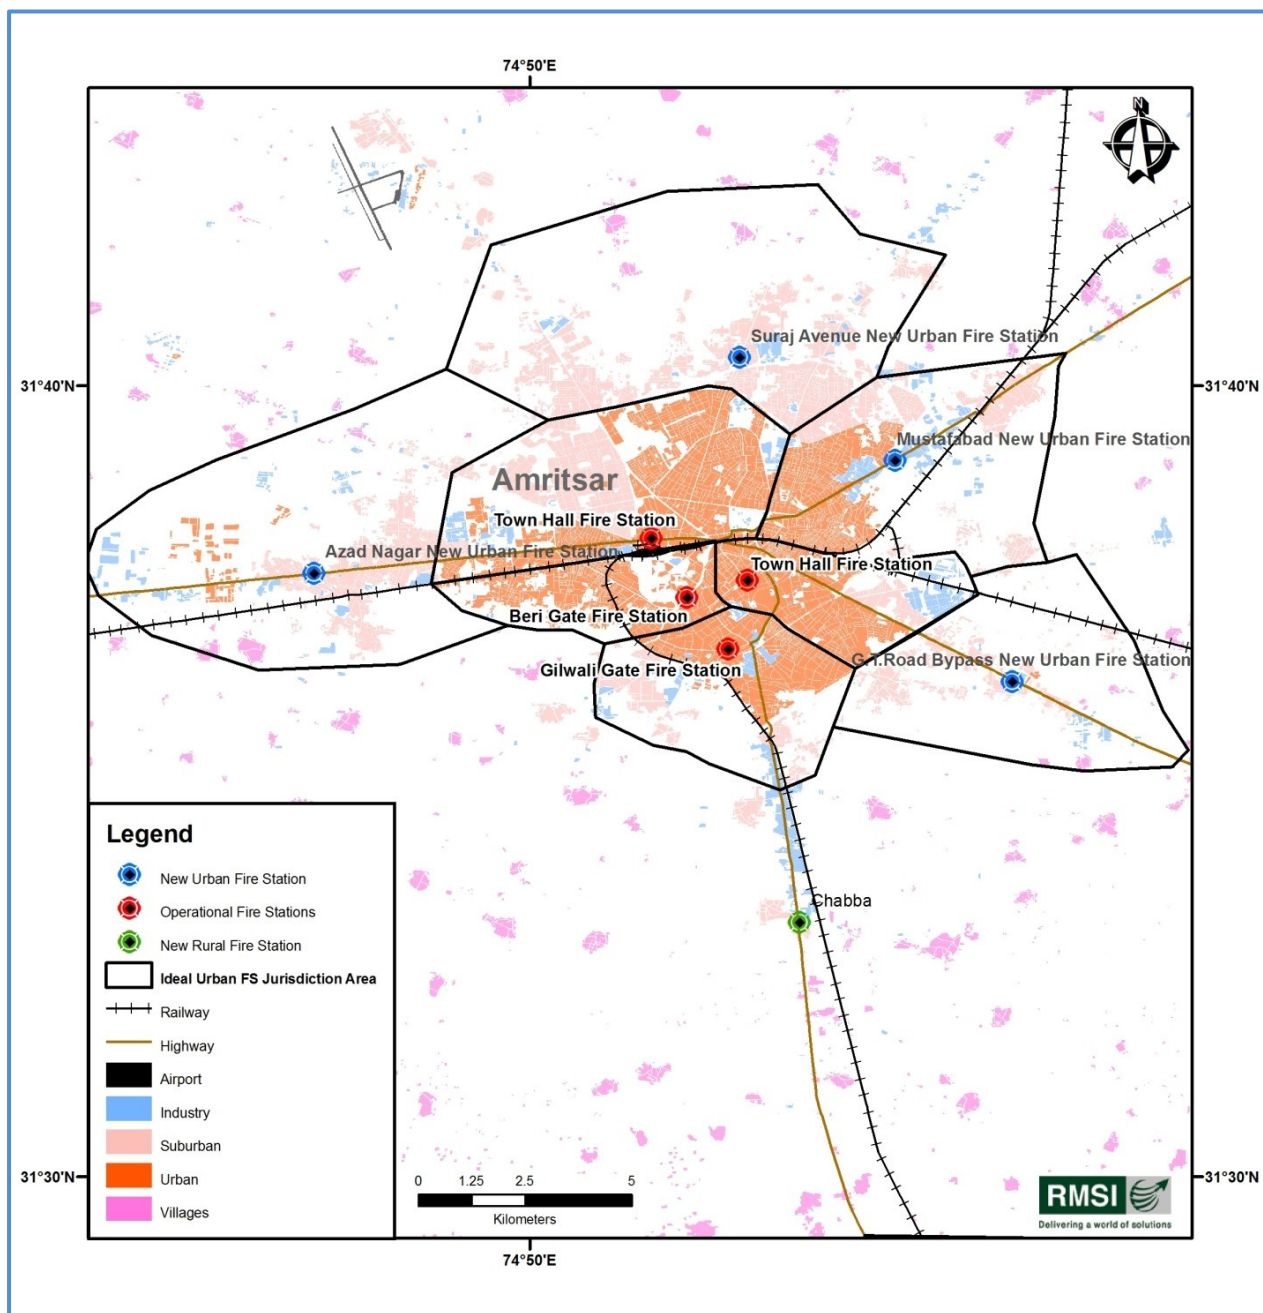 74°50'E
N
Suraj Avenue New Urban Fire Station
31°40'N
31°40'N
Mustafabad New Urban Fire Station
Amritsar
Town Hall Fire Station
Azad Nagar New Urban Fire Station
Town Hall Fire Station
Beri Gate Fire Station
G.T.Road Bypass New Urban Fire Station
Gilwali Gate Fire Station
Chabba
Legend
New Urban Fire Station
Operational Fire Stations
New Rural Fire Station
Ideal Urban FS Jurisdiction Area
Railway
Highway
Airport
Industry
Suburban
Urban
Villages
0 1.25 2.5 5
Kilometers
31°30'N
31°30'N
RMSI
Delivering a world of solutions
74°50'E